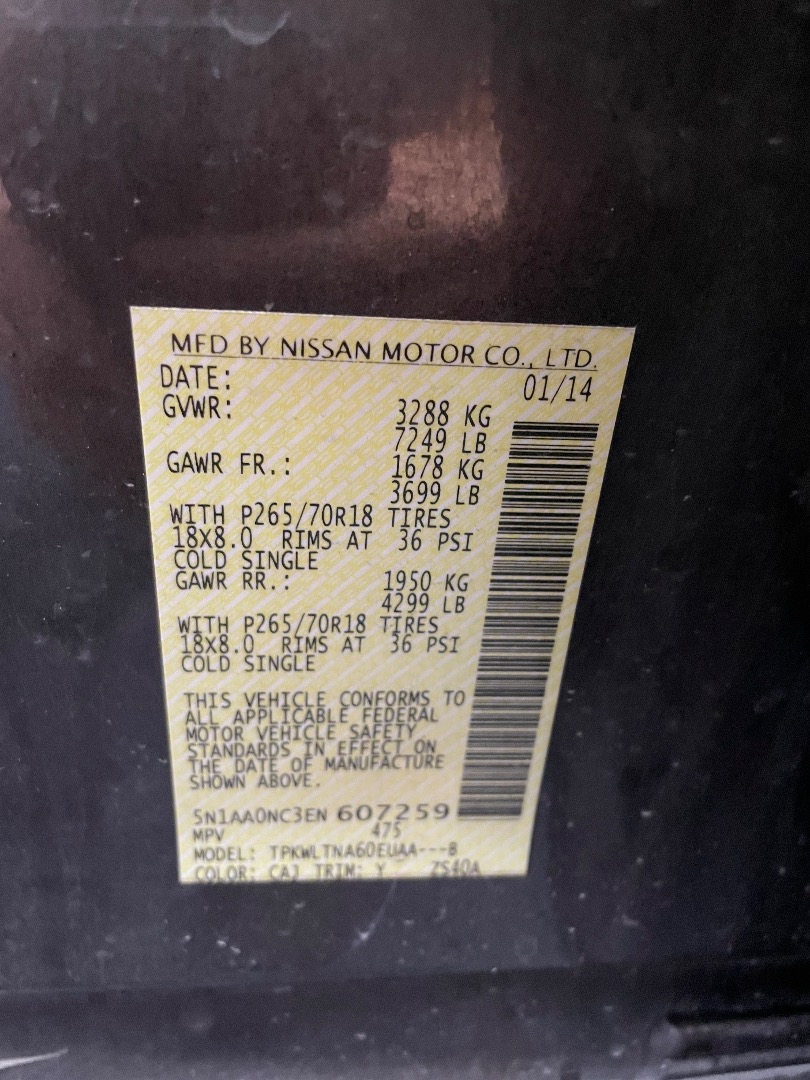 MFD BY NISSAN MOTOR CO., LTD.
DATE: 01/14
GVWR: 3288 KG
7249 LB
GAWR FR.: 1678 KG
3699 LB
WITH P265/70R18 TIRES
18X8.0 RIMS AT 36 PSI
COLD SINGLE
GAWR RR.: 1950 KG
4299 LB
WITH P265/70R18 TIRES
18X8.0 RIMS AT 36 PSI
COLD SINGLE
THIS VEHICLE CONFORMS TO
ALL APPLICABLE FEDERAL
MOTOR VEHICLE SAFETY
STANDARDS IN EFFECT ON
THE DATE OF MANUFACTURE
SHOWN ABOVE.
5N1AA0NC3EN 607259
MPV 475
MODEL: TPKWLTNA60EUAA---B
COLOR: CAJ TRIM: Y ZS40A